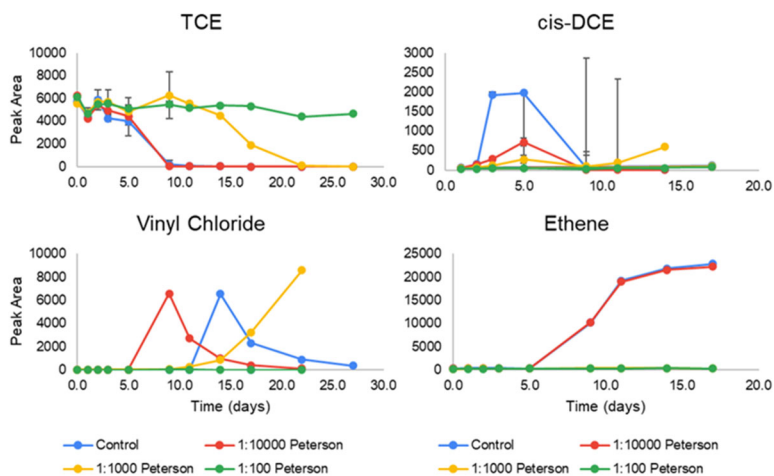 TCE
cis-DCE
10000
8000
6000
4000
2000
0
Peak Area
0.0 5.0 10.0 15.0 20.0 25.0 30.0
3000
2500
2000
1500
1000
500
0
0.0 5.0 10.0 15.0 20.0
Vinyl Chloride
Ethene
10000
8000
6000
4000
2000
0
Peak Area
0.0 5.0 10.0 15.0 20.0 25.0 30.0
Time (days)
25000
20000
15000
10000
5000
0
0.0 5.0 10.0 15.0 20.0
Time (days)
Control 1:10000 Peterson
1:1000 Peterson 1:100 Peterson
Control 1:10000 Peterson
1:1000 Peterson 1:100 Peterson